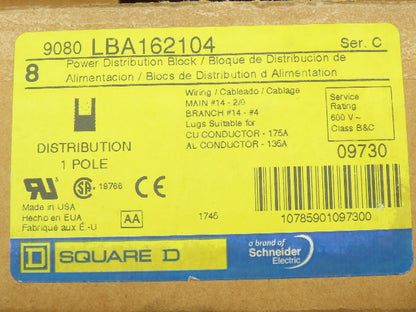 9080 LBA162104 Ser. C
8 Power Distribution Block / Bloque de Distribucion de
Alimentacion / Blocs de Distribution d Alimentation
Wiring / Cableado / Cablage
MAIN #14 - 2/0
BRANCH #14 - #4
Lugs Suitable for
CU CONDUCTOR - 175A
AL CONDUCTOR - 135A
Service
Rating
600 V~
Class B&C
DISTRIBUTION
1 POLE
09730
SA 19766 CE
Made in USA
Hecho en EUA
Fabriqué aux É.-U
AA
1745
10785901097300
D SQUARE D
a brand of
Schneider
Electric